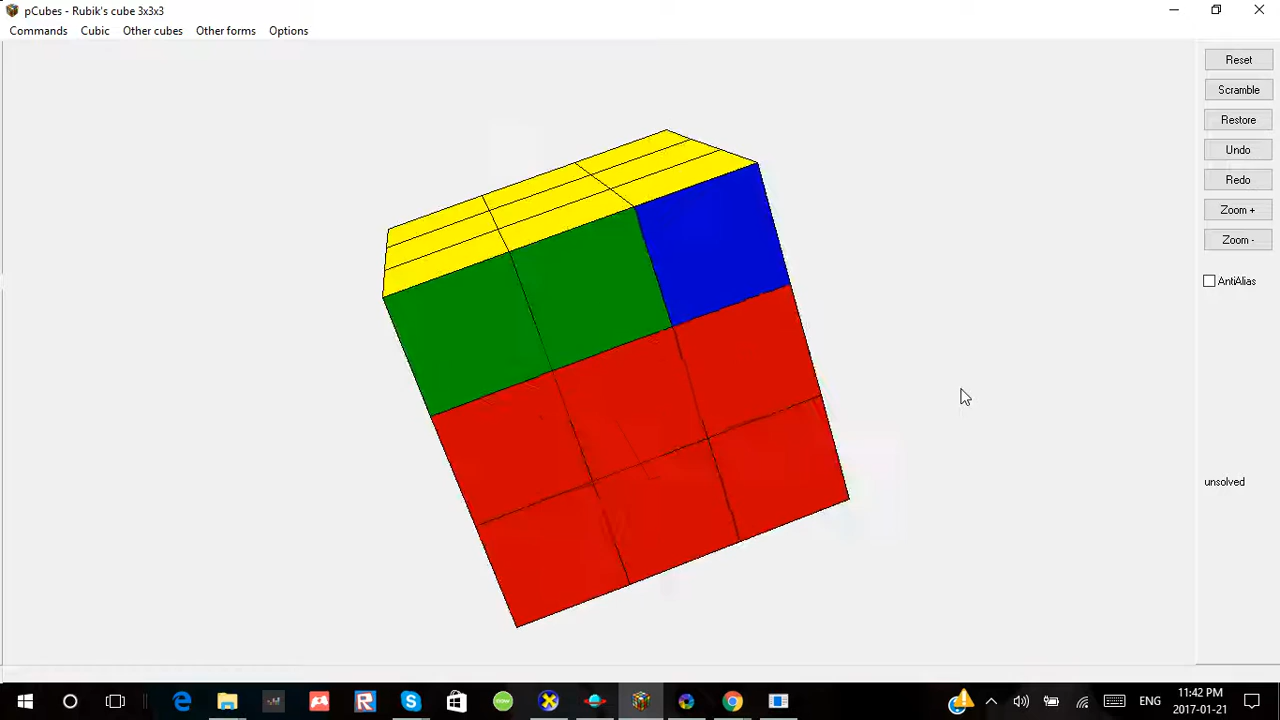 pCubes - Rubik's cube 3x3x3
Commands Cubic Other cubes Other forms Options
Reset
Scramble
Restore
Undo
Redo
Zoom +
Zoom -
AntiAlias
unsolved
ENG
11:42 PM
2017-01-21